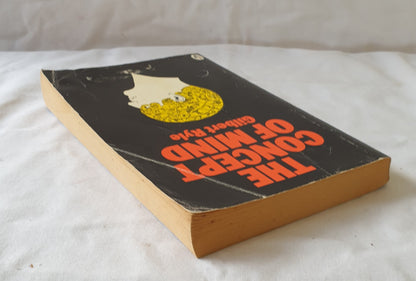 THE
CONCEPT
OF MIND
Gilbert Ryle